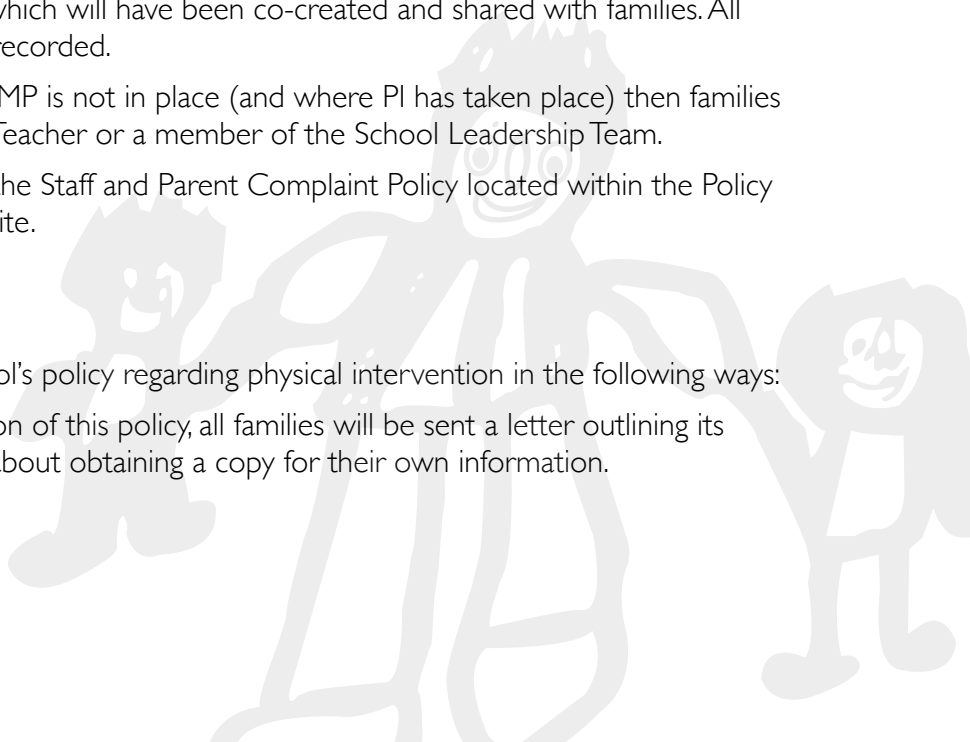 which will have been co-created and shared with families. All
recorded.
MP is not in place (and where PI has taken place) then families
Teacher or a member of the School Leadership Team.
the Staff and Parent Complaint Policy located within the Policy
ite.
ol’s policy regarding physical intervention in the following ways:
on of this policy, all families will be sent a letter outlining its
about obtaining a copy for their own information.